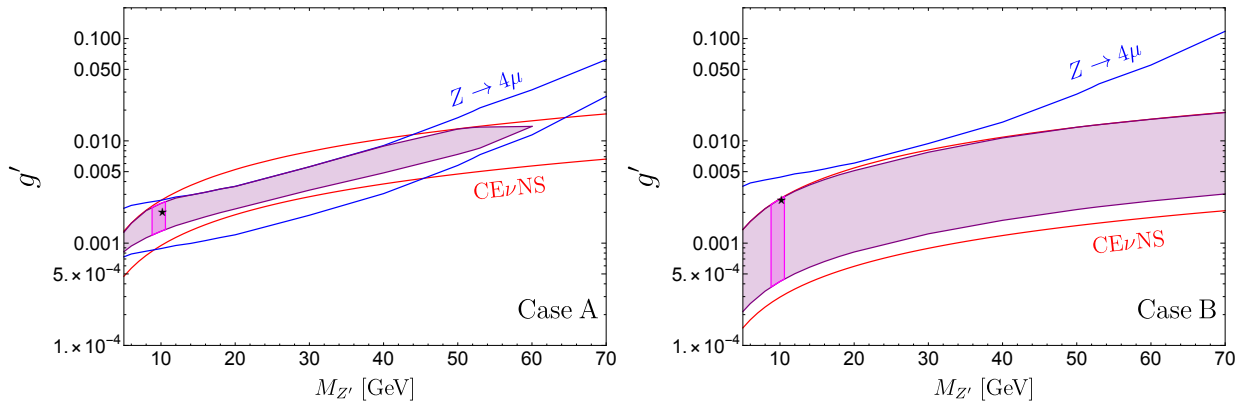 0.100
0.050
0.010
0.005
0.001
5.×10⁻⁴
1.×10⁻⁴
g′
Z → 4μ
CEνNS
Case A
10 20 30 40 50 60 70
M_{Z′} [GeV]
0.100
0.050
0.010
0.005
0.001
5.×10⁻⁴
1.×10⁻⁴
g′
Z → 4μ
CEνNS
Case B
10 20 30 40 50 60 70
M_{Z′} [GeV]